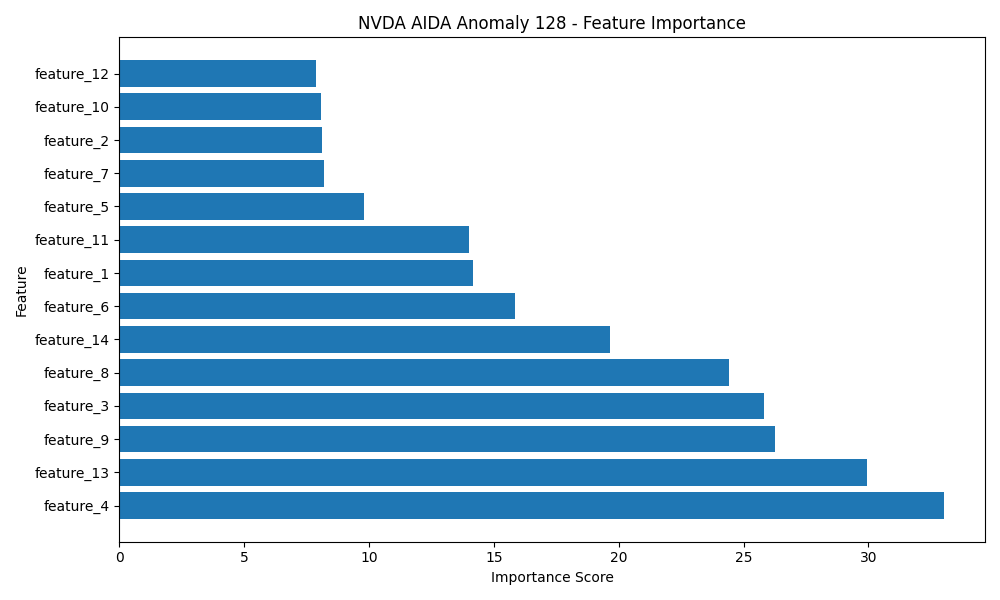 NVDA AIDA Anomaly 128 - Feature Importance
feature_12
feature_10
feature_2
feature_7
feature_5
feature_11
feature_1
feature_6
feature_14
feature_8
feature_3
feature_9
feature_13
feature_4
Feature
0 5 10 15 20 25 30
Importance Score